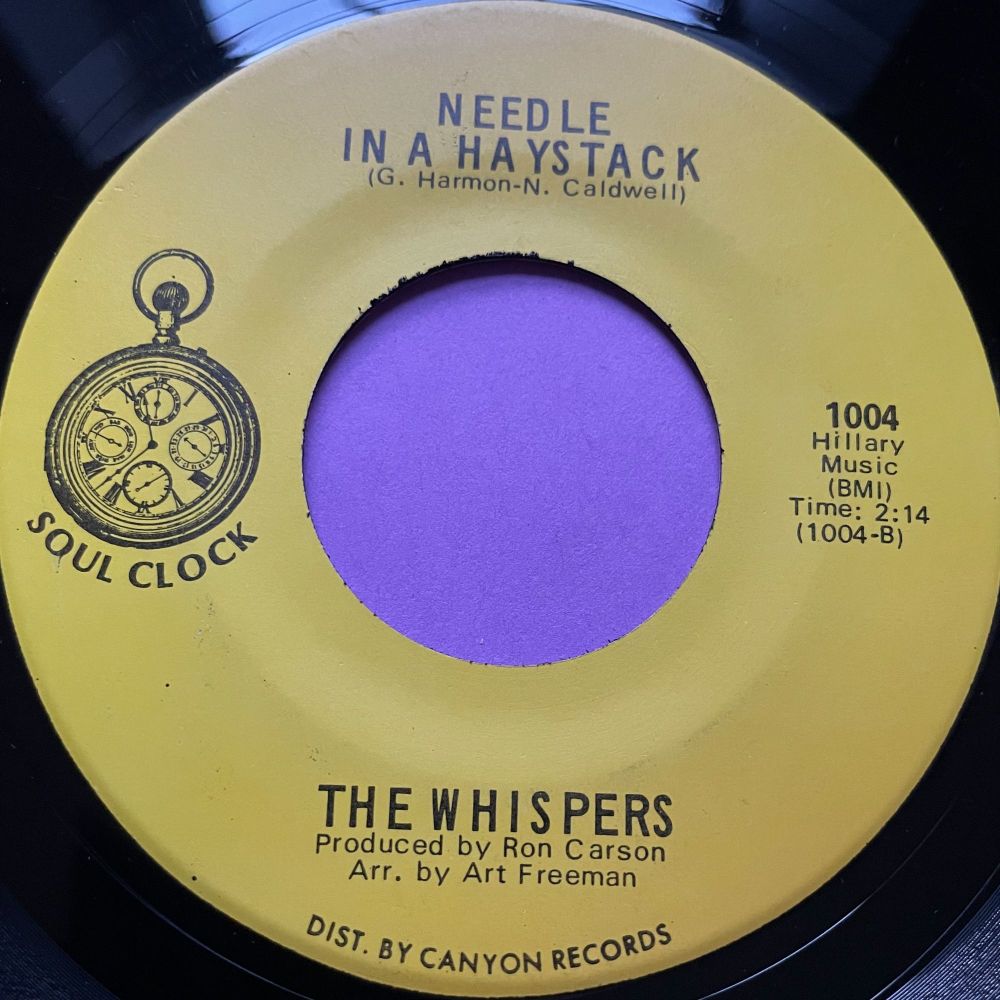 NEEDLE
IN A HAYSTACK
(G. Harmon-N. Caldwell)
SOUL CLOCK
1004
Hillary
Music
(BMI)
Time: 2:14
(1004-B)
THE WHISPERS
Produced by Ron Carson
Arr. by Art Freeman
DIST. BY CANYON RECORDS